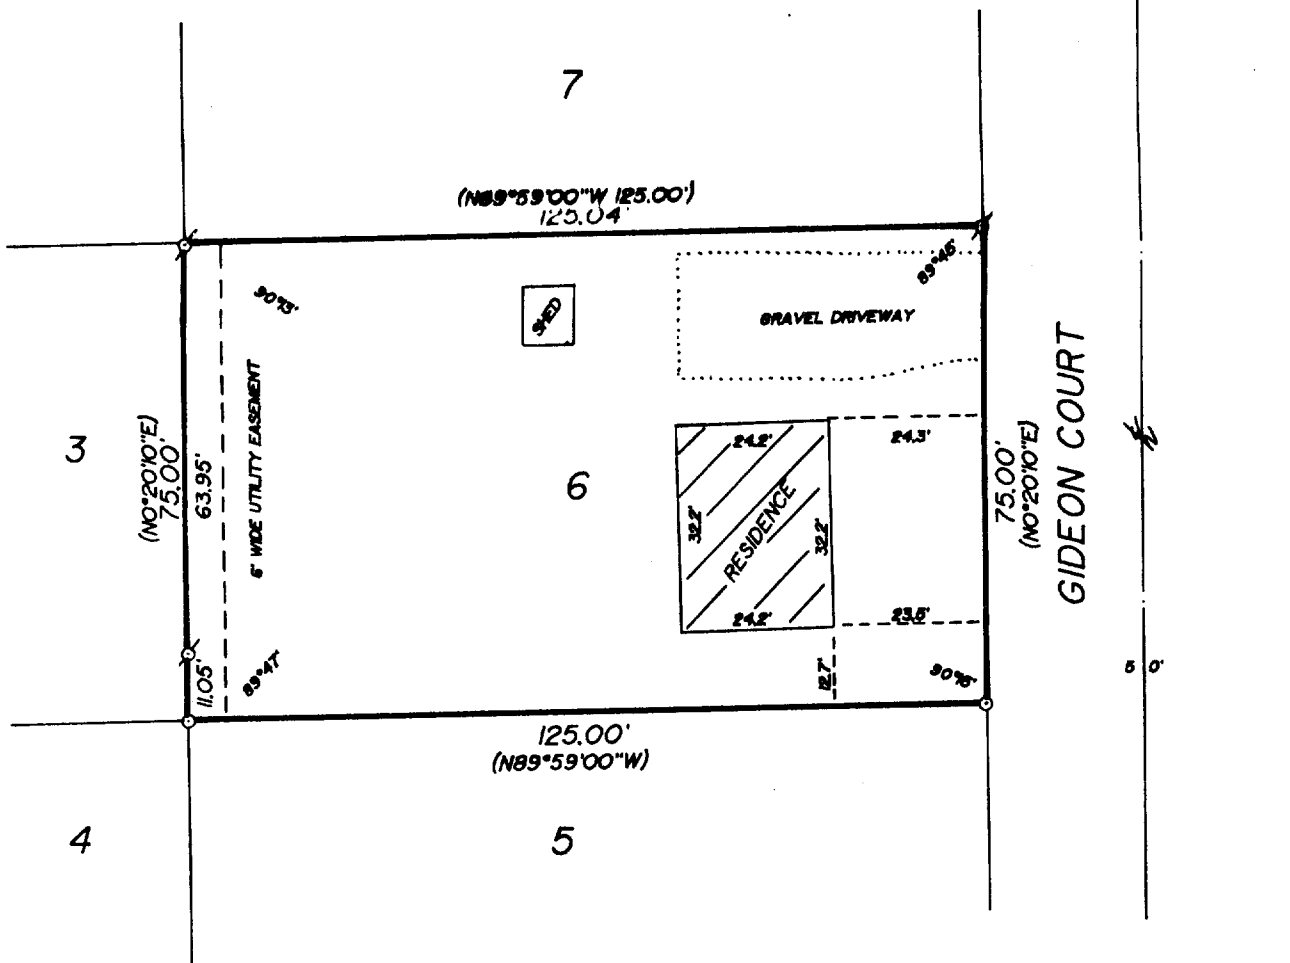 7
(N89°59'00"W 125.00')
125.04'
90°13'
SHED
89°45'
GRAVEL DRIVEWAY
3
(N0°20'10"E)
75.00'
63.95'
6' WIDE UTILITY EASEMENT
6
24.2'
24.3'
32.2'
RESIDENCE
32.2'
75.00'
(N0°20'10"E)
GIDEON COURT
24.2'
23.5'
11.05'
89°47'
12.7'
90°15'
50'
125.00'
(N89°59'00"W)
4
5